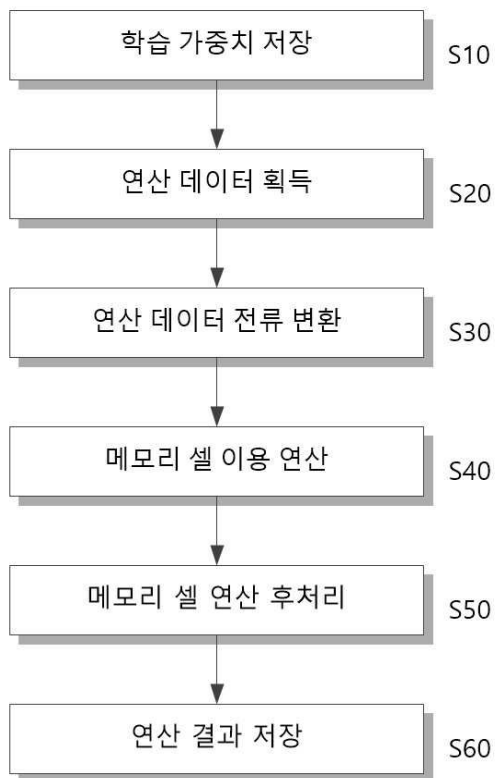 학습 가중치 저장
S10
연산 데이터 획득
S20
연산 데이터 전류 변환
S30
메모리 셀 이용 연산
S40
메모리 셀 연산 후처리
S50
연산 결과 저장
S60